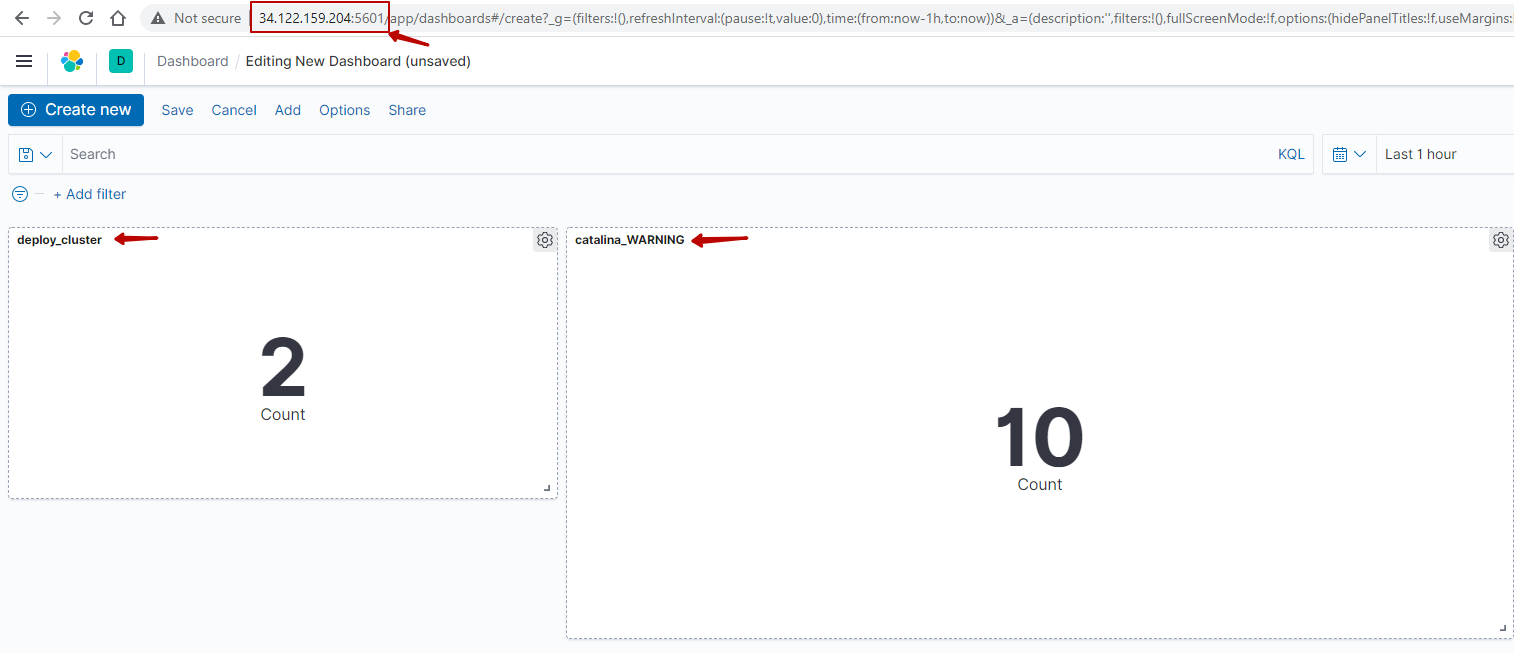 Not secure 34.122.159.204:5601/app/dashboards#/create?_g=(filters:!(),refreshInterval:(pause:!t,value:0),time:(from:now-1h,to:now))&_a=(description:'',filters:!(),fullScreenMode:!f,options:(hidePanelTitles:!f,useMargins:
D Dashboard / Editing New Dashboard (unsaved)
Create new Save Cancel Add Options Share
Search KQL Last 1 hour
+ Add filter
deploy_cluster
2
Count
catalina_WARNING
10
Count